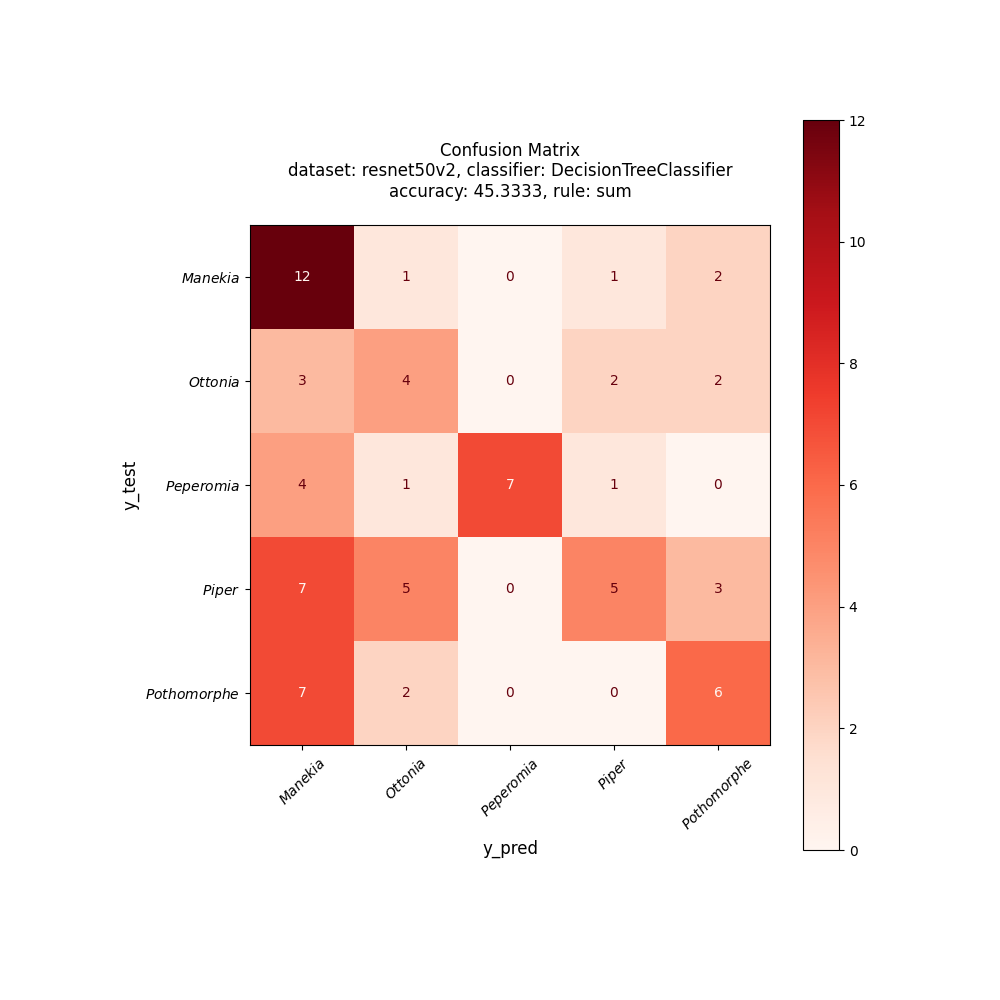 Confusion Matrix
dataset: resnet50v2, classifier: DecisionTreeClassifier
accuracy: 45.3333, rule: sum
y_test
Manekia 12 1 0 1 2
Ottonia 3 4 0 2 2
Peperomia 4 1 7 1 0
Piper 7 5 0 5 3
Pothomorphe 7 2 0 0 6
Manekia Ottonia Peperomia Piper Pothomorphe
y_pred
12
10
8
6
4
2
0